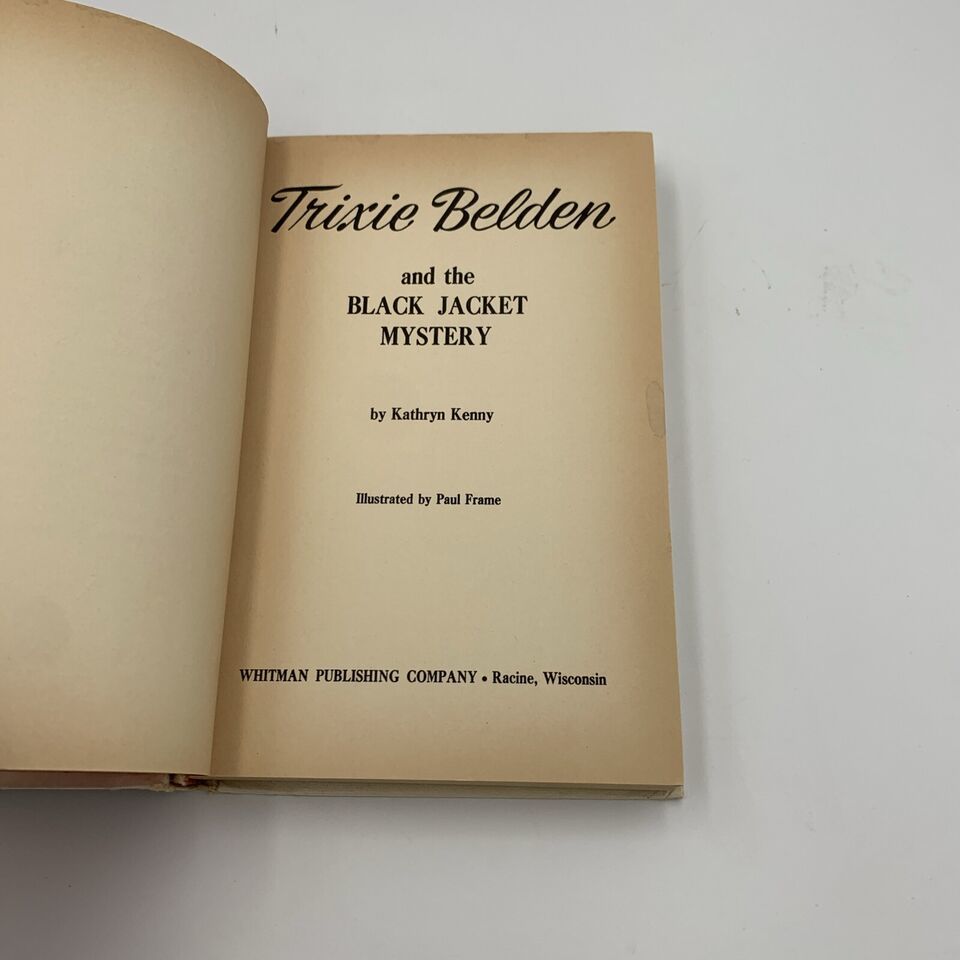 Trixie Belden
and the
BLACK JACKET
MYSTERY
by Kathryn Kenny
Illustrated by Paul Frame
WHITMAN PUBLISHING COMPANY • Racine, Wisconsin